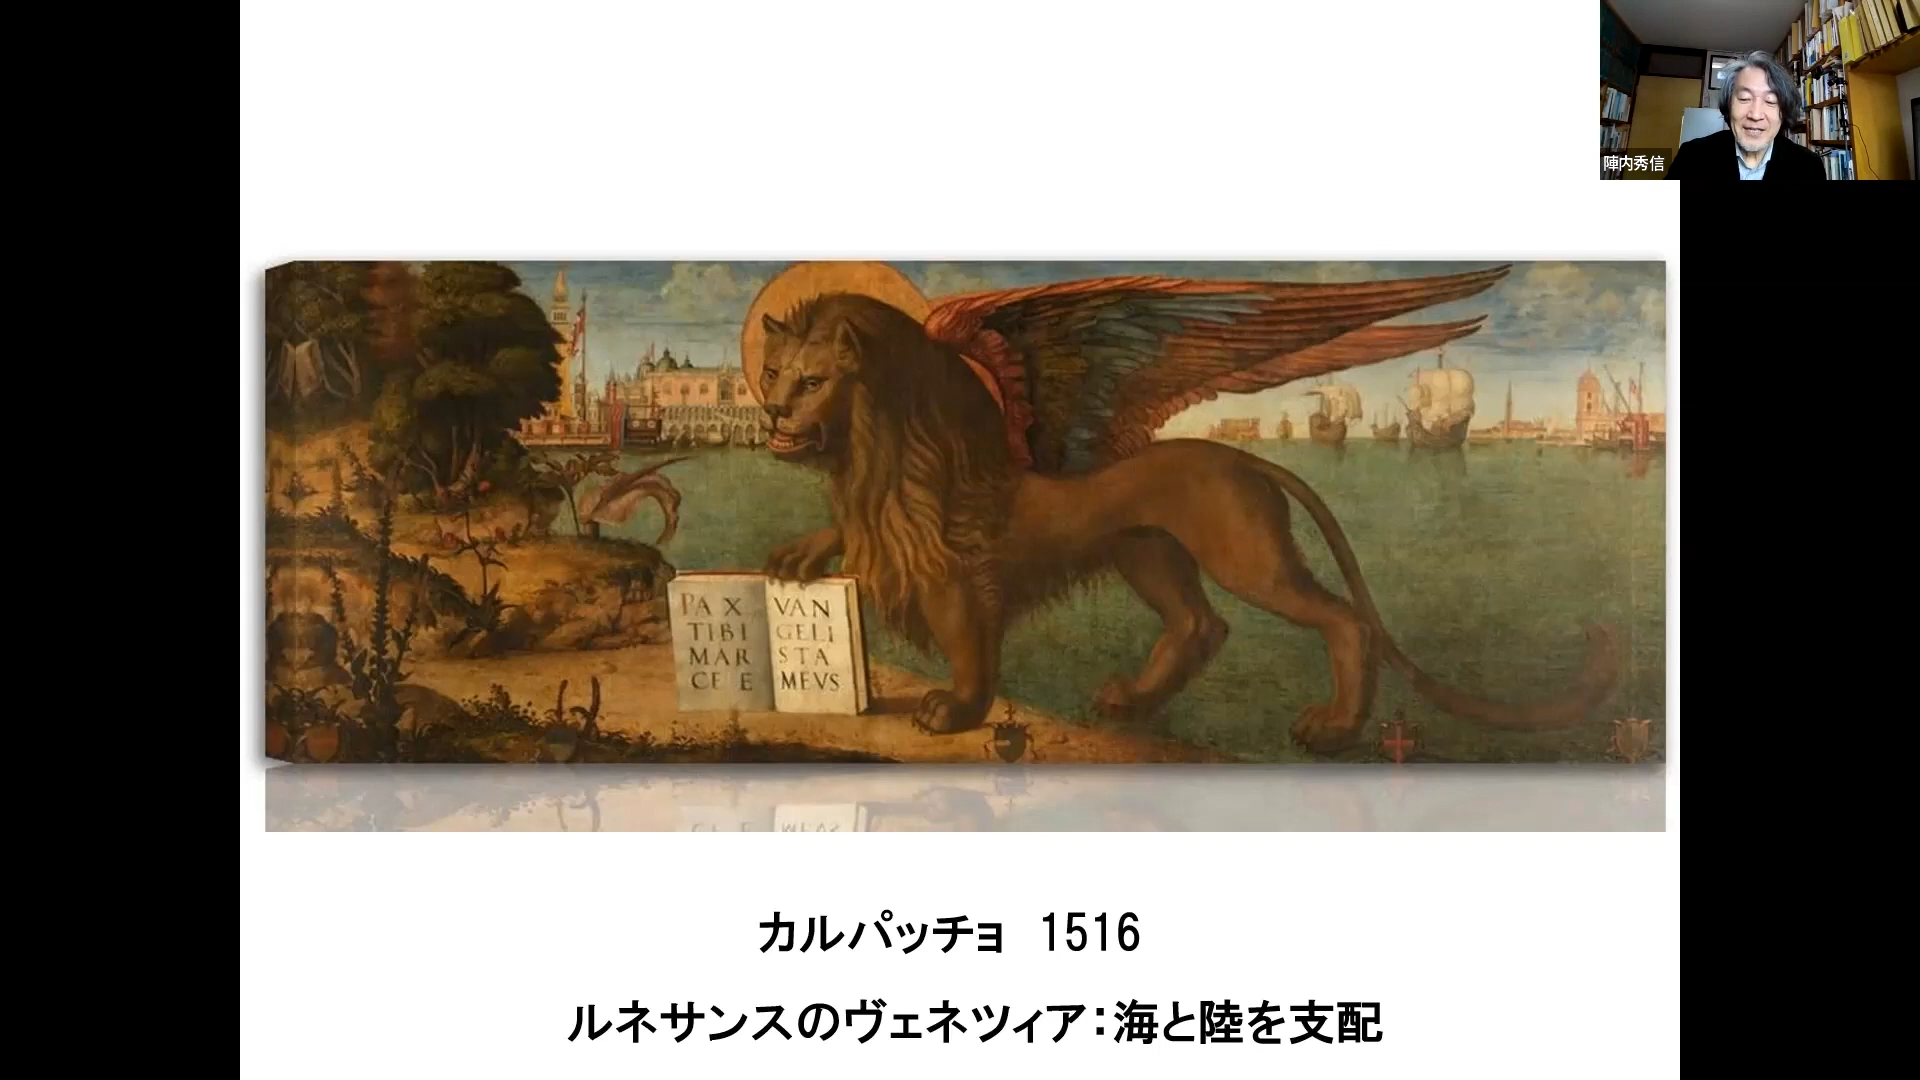 陣内秀信
PA X
TIBI
MAR
CE E
VAN
GELI
STA
MEVS
カルパッチョ 1516
ルネサンスのヴェネツィア：海と陸を支配